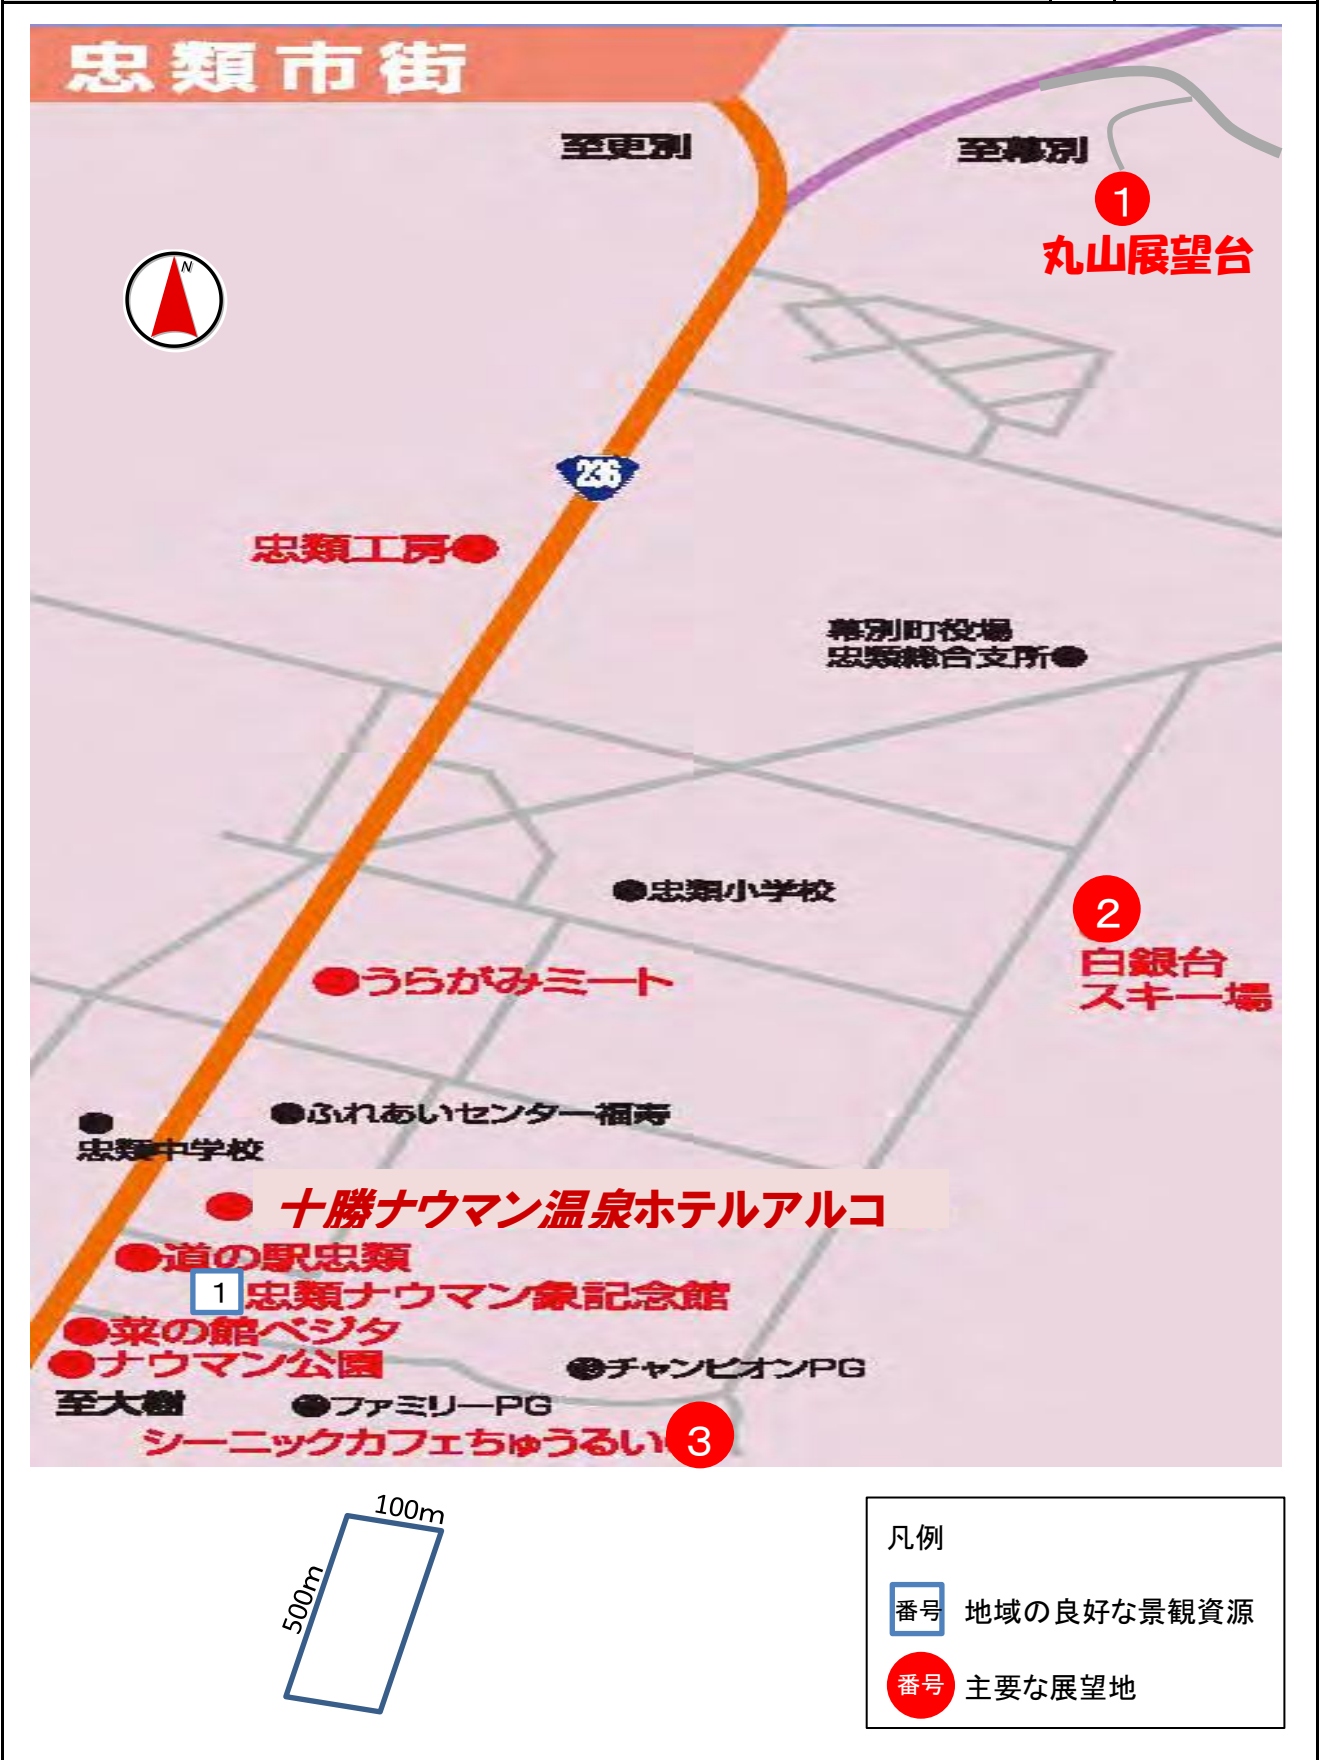 忠類市街
至更別
至幕別
1
丸山展望台
N
236
忠類工房
幕別町役場
忠類総合支所
忠類小学校
2
白銀台
スキー場
うらがみミート
ふれあいセンター福寿
忠類中学校
十勝ナウマン温泉ホテルアルコ
道の駅忠類
1
忠類ナウマン象記念館
菜の館ベジタ
ナウマン公園
チャンピオンPG
至大樹
ファミリーPG
シーニックカフェちゅうるい
3
100m
500m
凡例
番号 地域の良好な景観資源
番号 主要な展望地